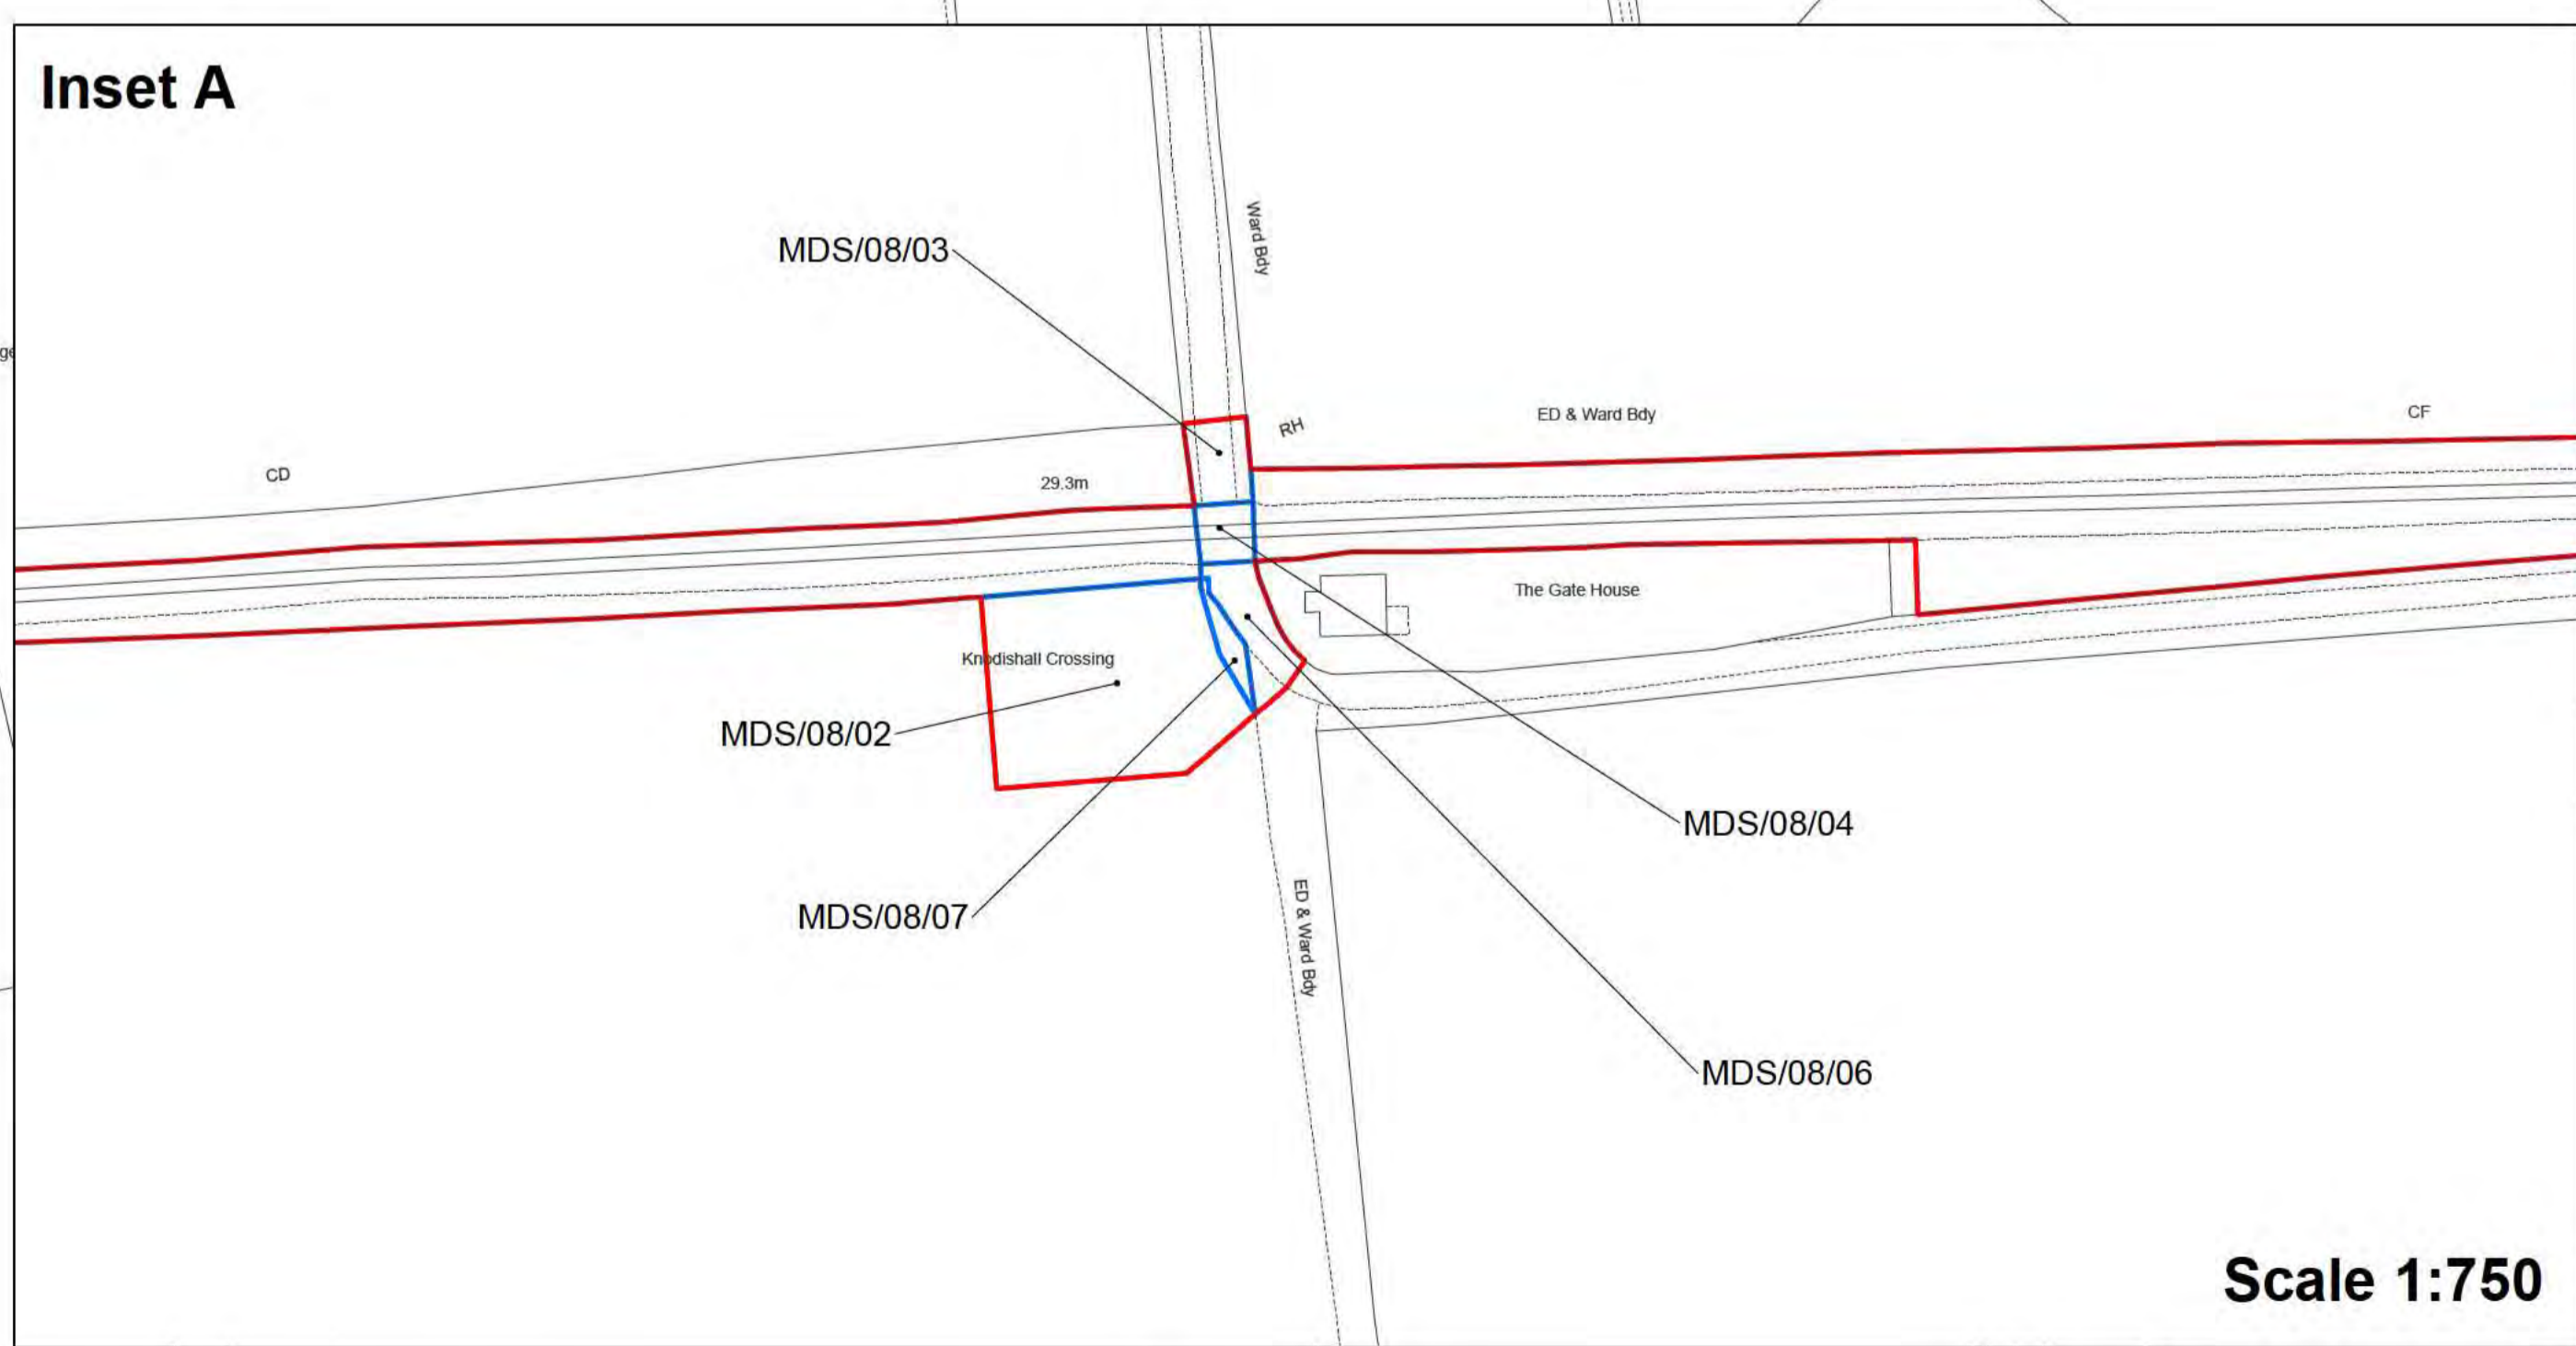 Inset A
Ward Bdy
MDS/08/03
ge
RH
ED & Ward Bdy
CF
CD
29.3m
The Gate House
Knodishall Crossing
MDS/08/02
MDS/08/04
MDS/08/07
ED & Ward Bdy
MDS/08/06
Scale 1:750